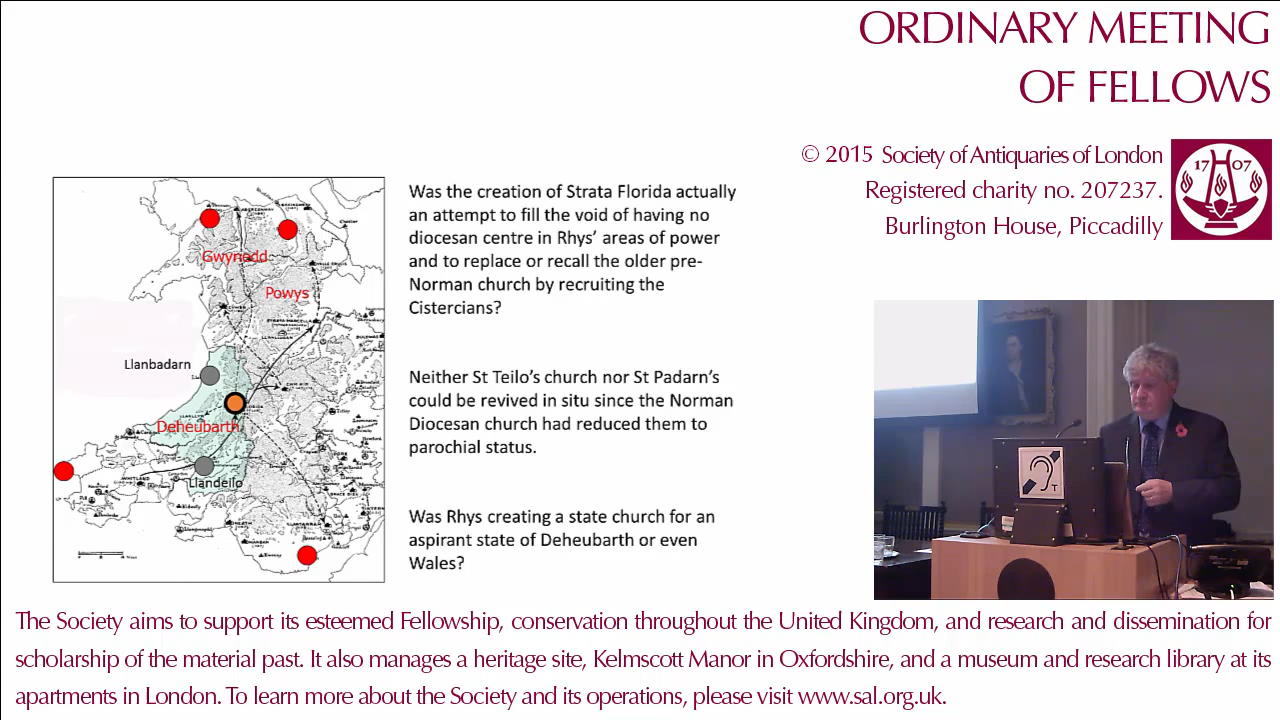 ORDINARY MEETING
OF FELLOWS
© 2015 Society of Antiquaries of London
Registered charity no. 207237.
Burlington House, Piccadilly
17 07
Gwynedd
Powys
Llanbadarn
Deheubarth
Llandeilo
WHITLAND
STRATA MARCELLA
Chester
Was the creation of Strata Florida actually
an attempt to fill the void of having no
diocesan centre in Rhys’ areas of power
and to replace or recall the older pre-
Norman church by recruiting the
Cistercians?
Neither St Teilo’s church nor St Padarn’s
could be revived in situ since the Norman
Diocesan church had reduced them to
parochial status.
Was Rhys creating a state church for an
aspirant state of Deheubarth or even
Wales?
T
The Society aims to support its esteemed Fellowship, conservation throughout the United Kingdom, and research and dissemination for
scholarship of the material past. It also manages a heritage site, Kelmscott Manor in Oxfordshire, and a museum and research library at its
apartments in London. To learn more about the Society and its operations, please visit www.sal.org.uk.